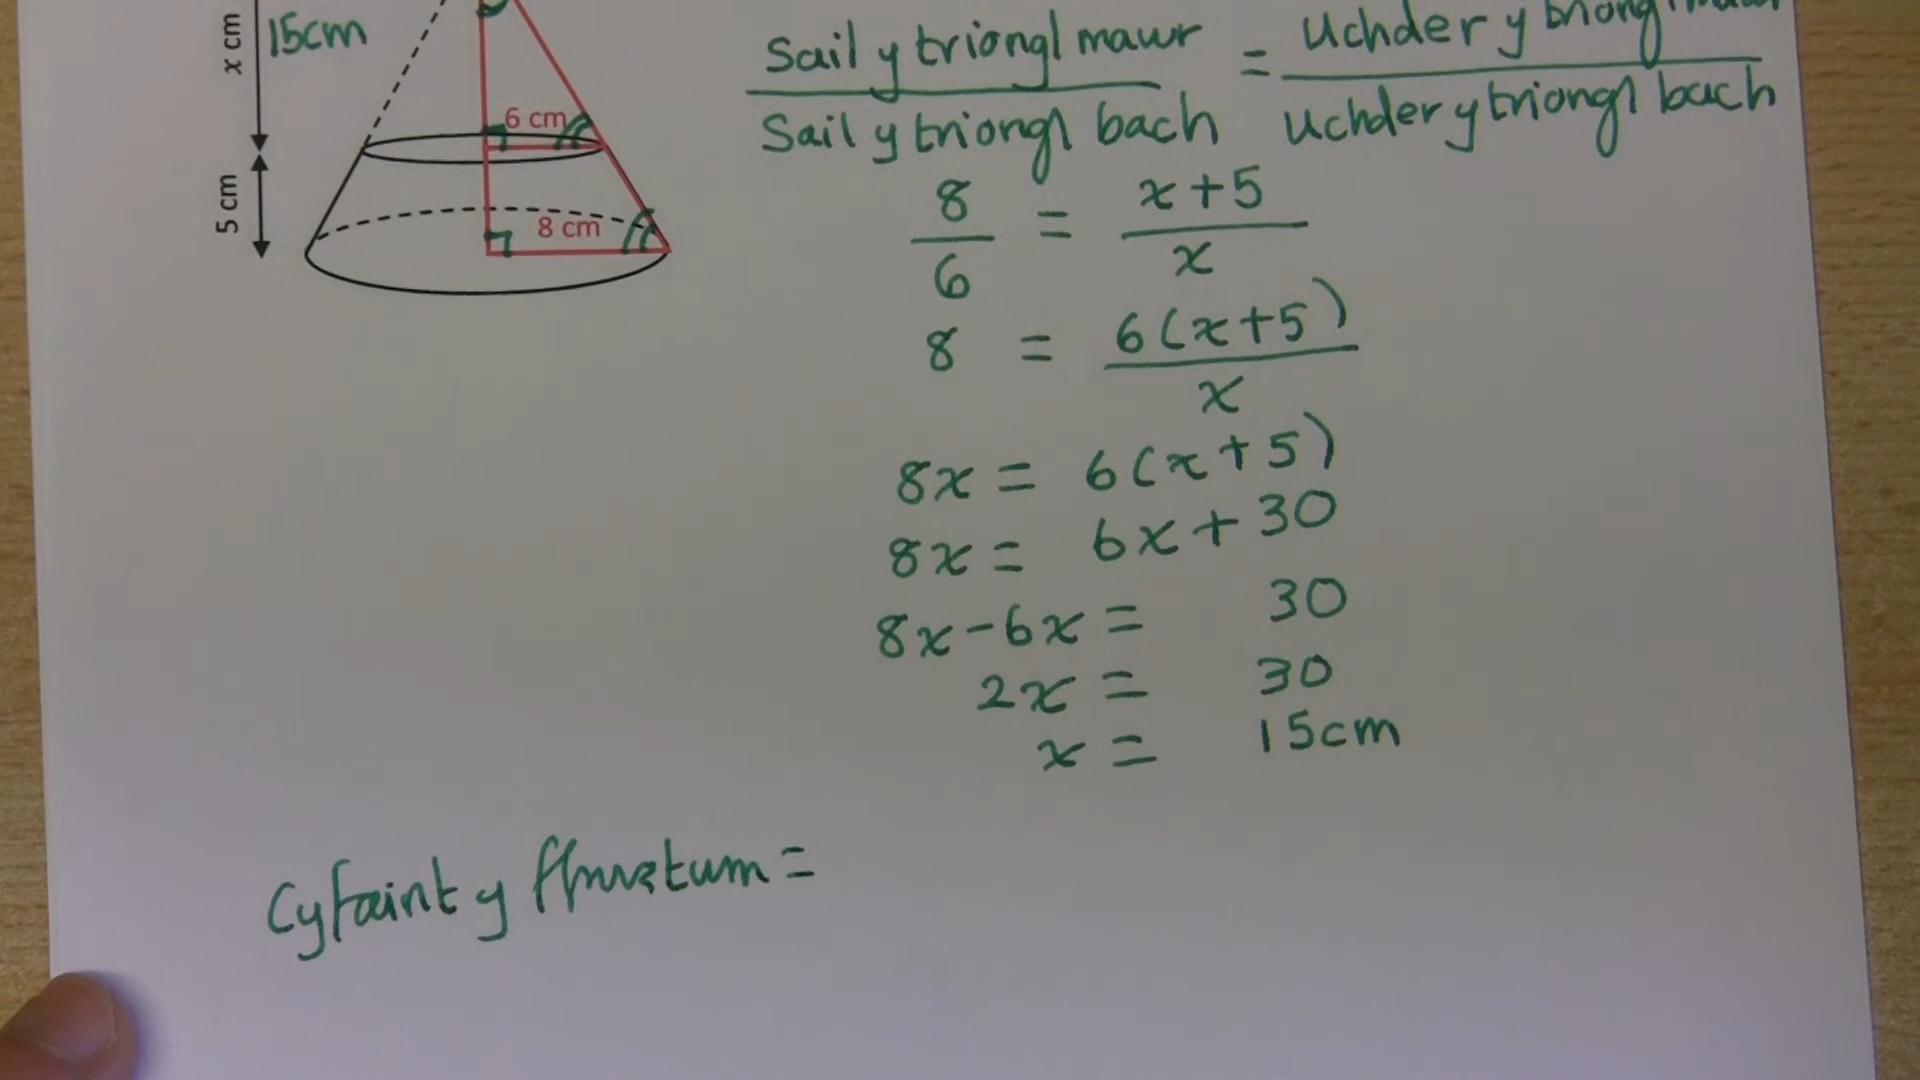 x cm
15cm
6 cm
5 cm
8 cm
Sail y triongl mawr = Uchder y triongl mawr
Sail y triongl bach Uchder y triongl bach
8 = x+5
6 x
8 = 6(x+5)
x
8x = 6(x+5)
8x = 6x + 30
8x-6x = 30
2x = 30
x = 15cm
Cyfaint y ffrwstwm =